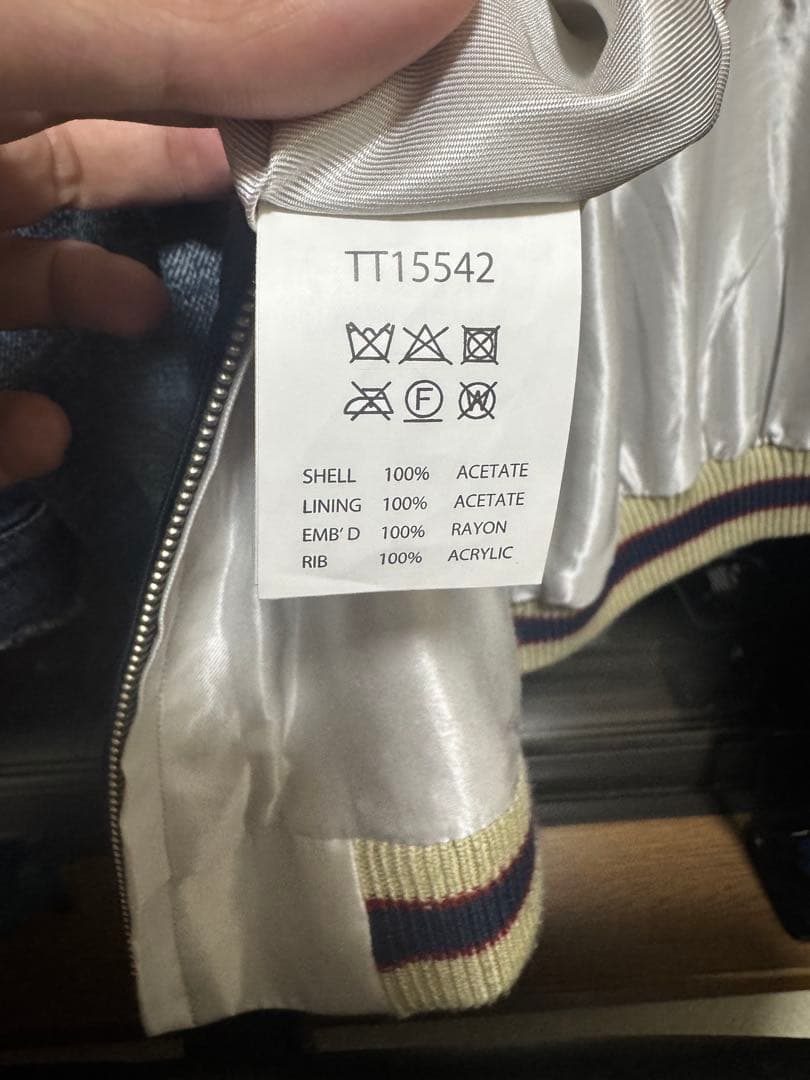 TT15542
F W
SHELL 100% ACETATE
LINING 100% ACETATE
EMB'D 100% RAYON
RIB 100% ACRYLIC